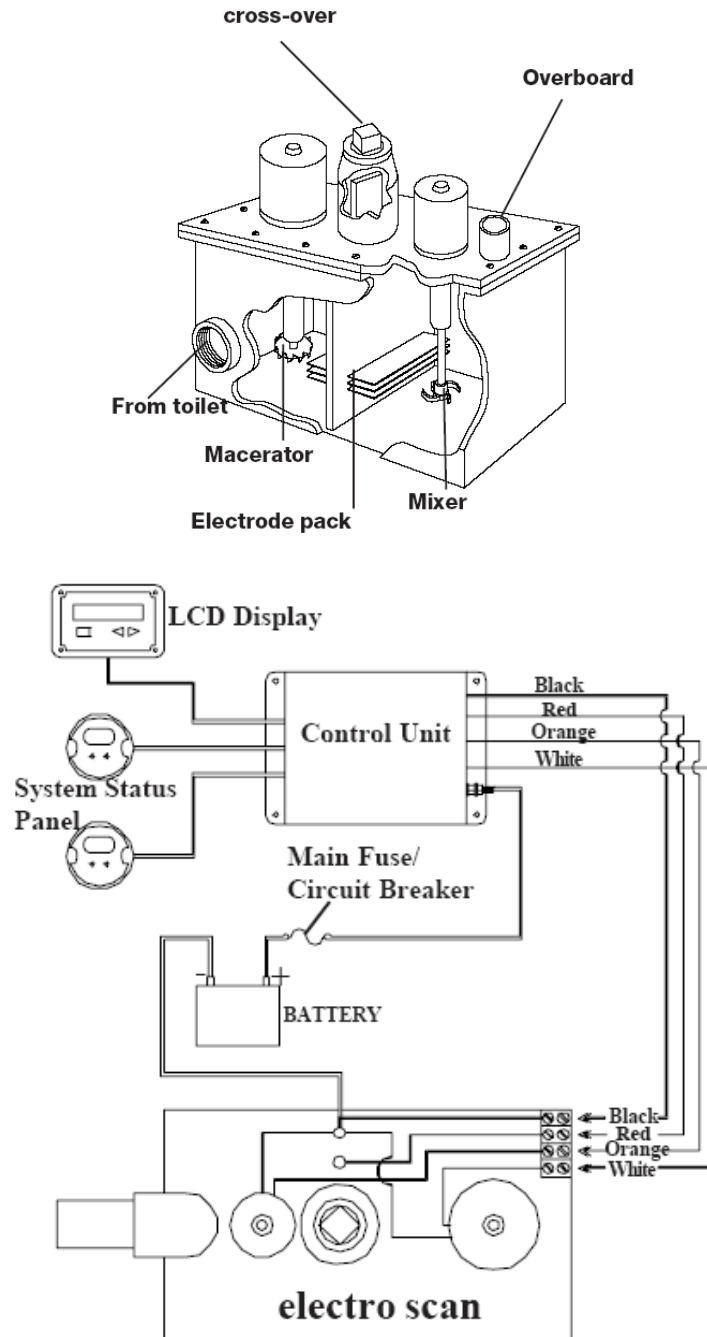 cross-over
Overboard
From toilet
Macerator
Mixer
Electrode pack
LCD Display
Black
Red
Control Unit
Orange
White
System Status
Panel
Main Fuse/
Circuit Breaker
- +
BATTERY
Black
Red
Orange
White
electro scan